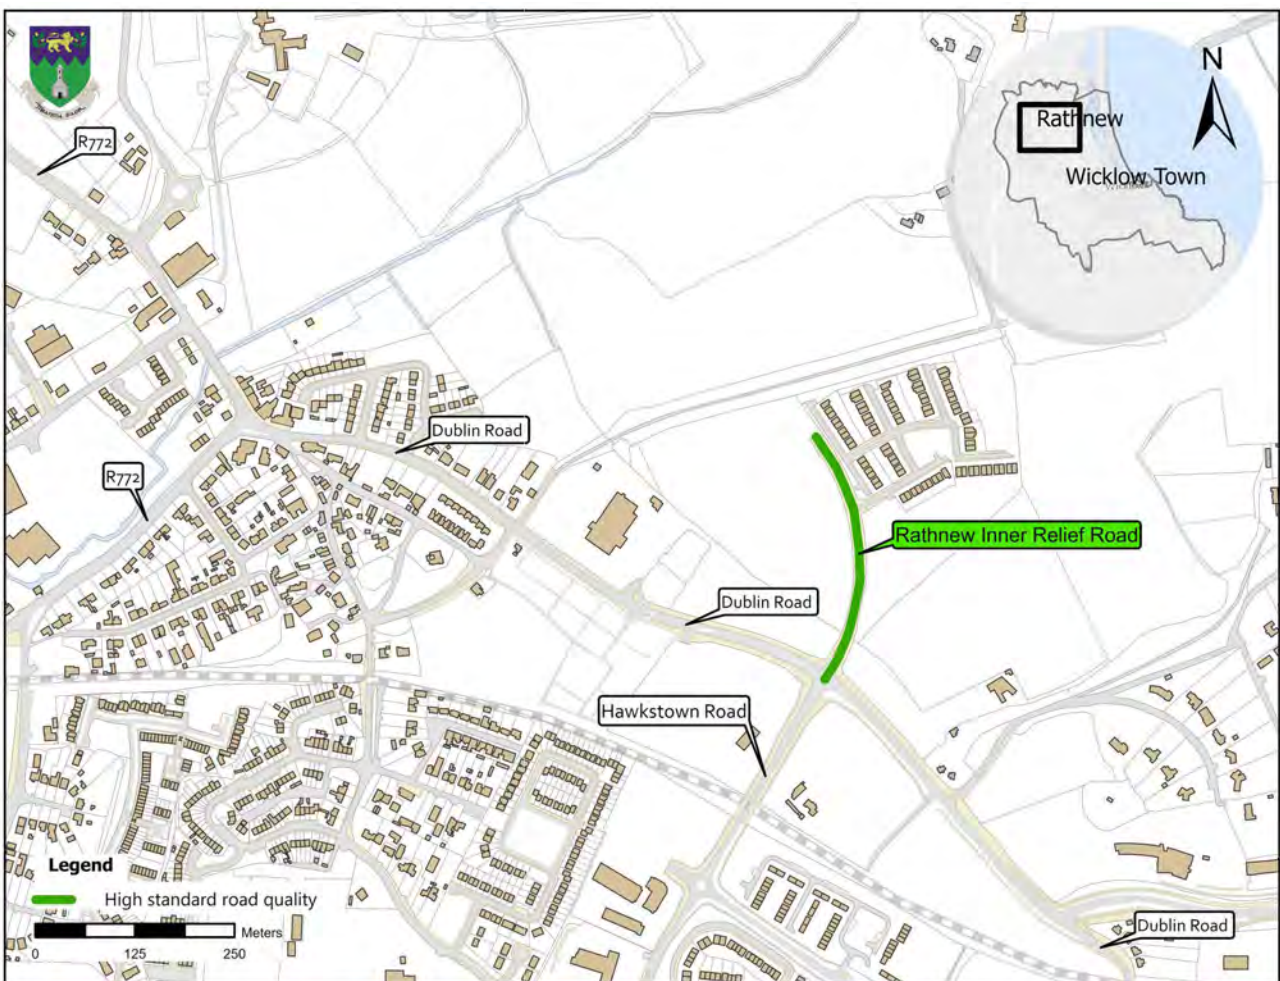 N
R772
Rathnew
Wicklow Town
Dublin Road
R772
Rathnew Inner Relief Road
Dublin Road
Hawkstown Road
Legend
High standard road quality
Meters
0 125 250
Dublin Road